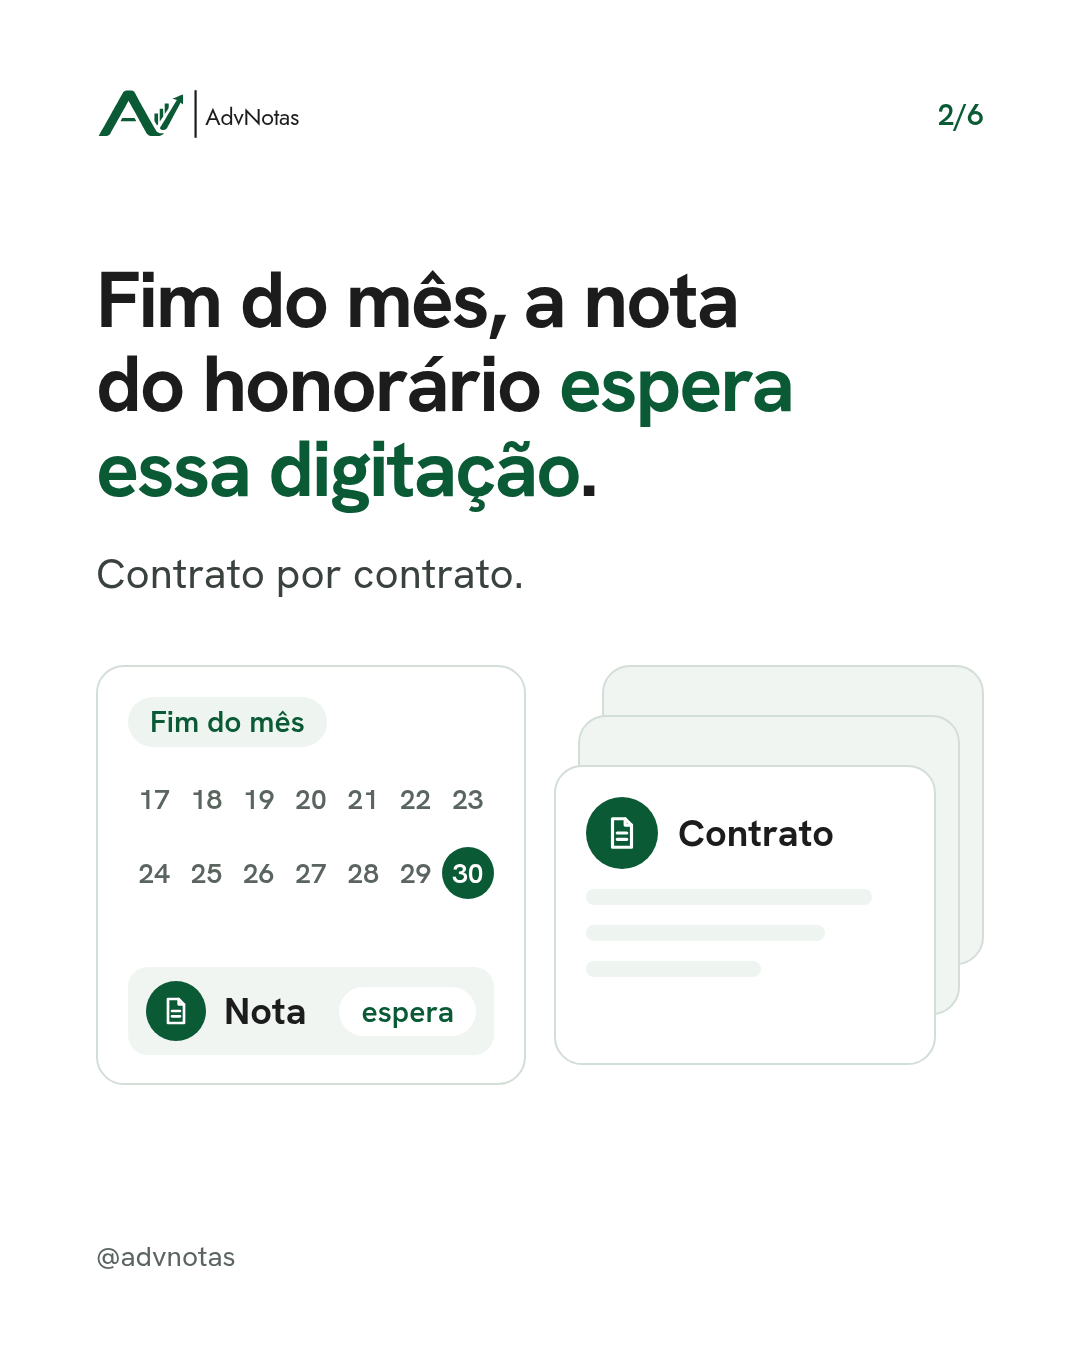 AdvNotas
2/6
Fim do mês, a nota
do honorário espera
essa digitação.
Contrato por contrato.
Fim do mês
17 18 19 20 21 22 23
24 25 26 27 28 29 30
Nota espera
Contrato
@advnotas